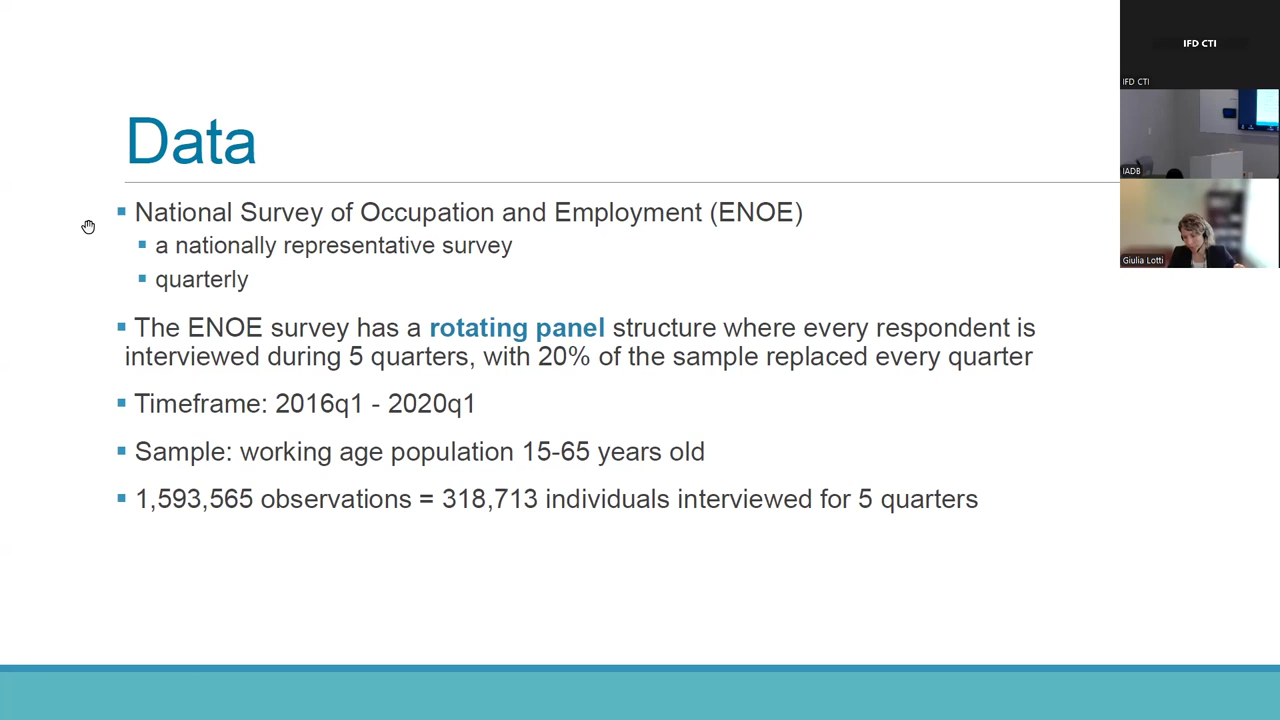 Data
National Survey of Occupation and Employment (ENOE)
a nationally representative survey
quarterly
The ENOE survey has a rotating panel structure where every respondent is
interviewed during 5 quarters, with 20% of the sample replaced every quarter
Timeframe: 2016q1 - 2020q1
Sample: working age population 15-65 years old
1,593,565 observations = 318,713 individuals interviewed for 5 quarters
IFD CTI
IFD CTI
IADB
Giulia Lotti